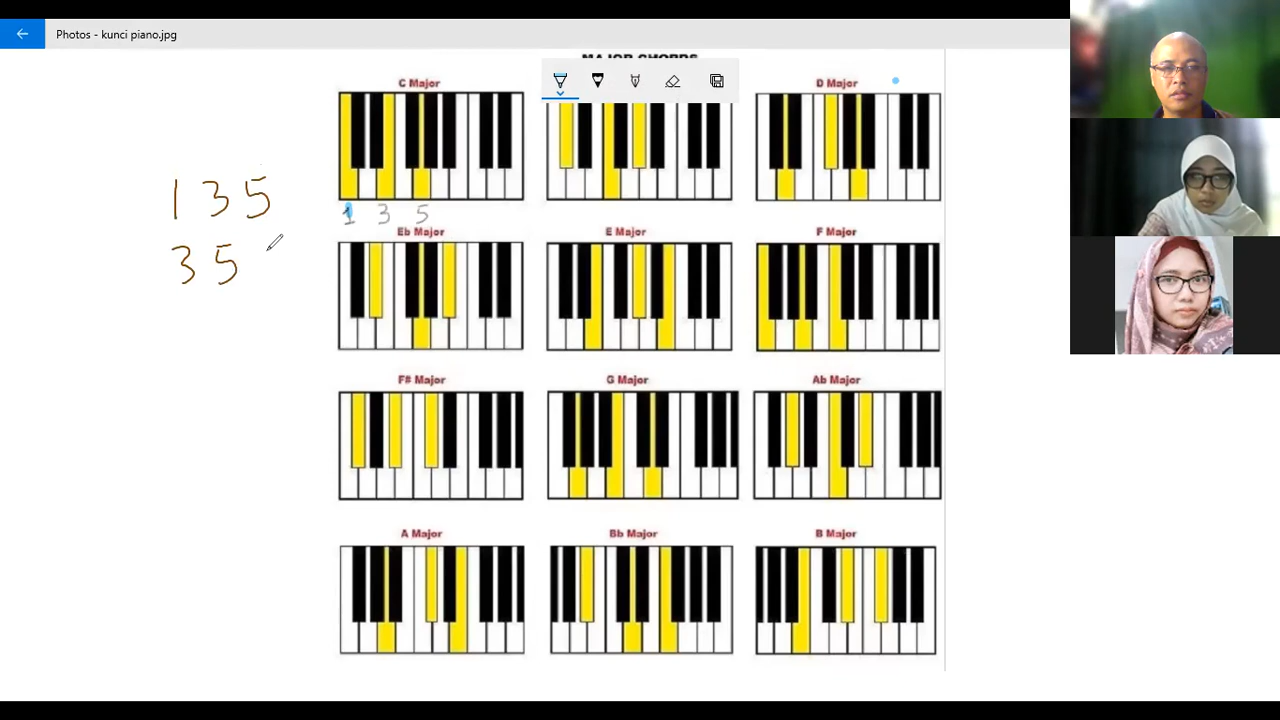 Photos - kunci piano.jpg
MAJOR CHORDS
C Major
D Major
1 3 5
1 3 5
Eb Major
E Major
F Major
3 5
F# Major
G Major
Ab Major
A Major
Bb Major
B Major